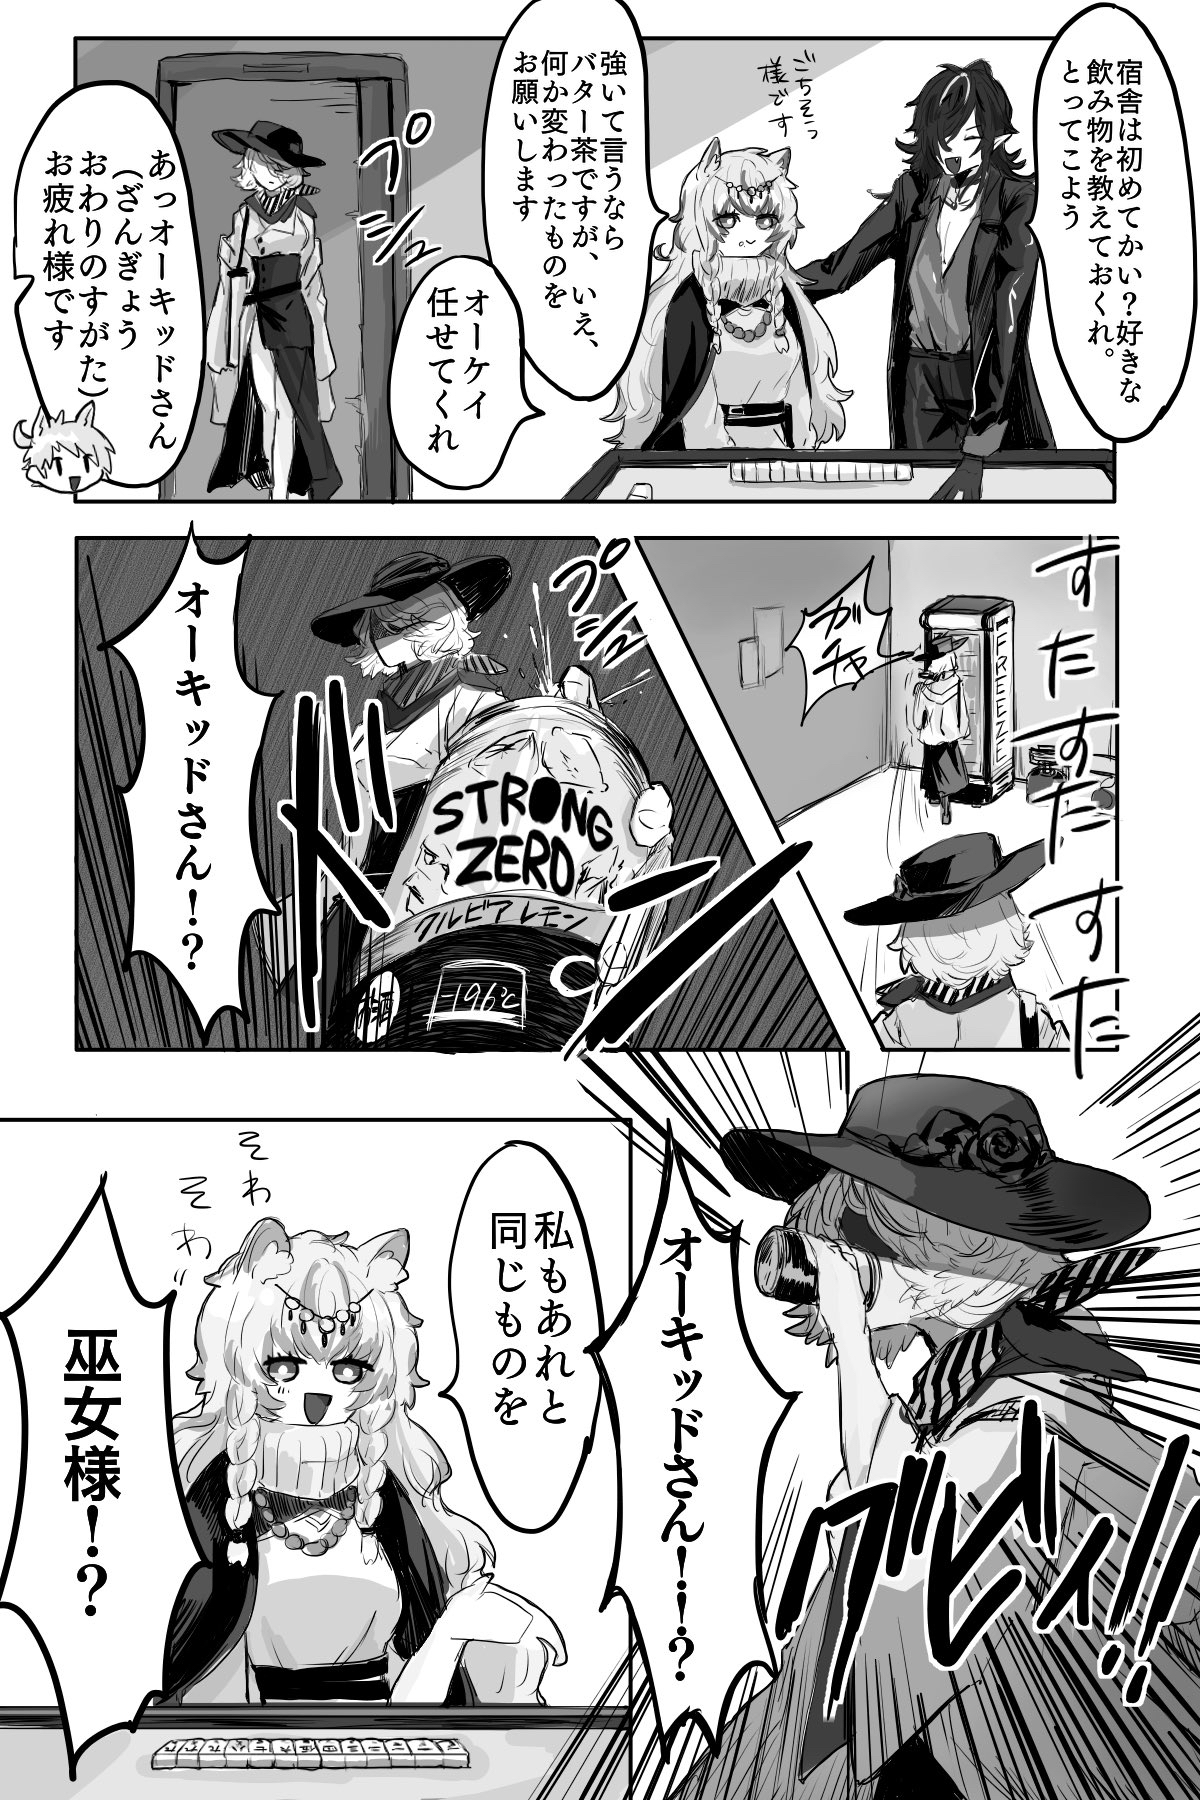 宿舎は初めてかい？好きな
飲み物を教えておくれ。
とってこよう
ごちそっ
様です
強いて言うなら
バター茶ですが、いえ、
何か変わったものを
お願いします
オーケイ
任せてくれ
プシュ
あっオーキッドさん
（ざんぎょう
おわりのすがた）
お疲れ様です
すたすたすた
ガチャ
FREEZE
プシュ
STRONG
ZERO
クルビアレモン
お酒
-196℃
ドン
オーキッドさん！？
オーキッドさん！！？
グビィ!!
私もあれと
同じものを
そわ
そわ
巫女様！？